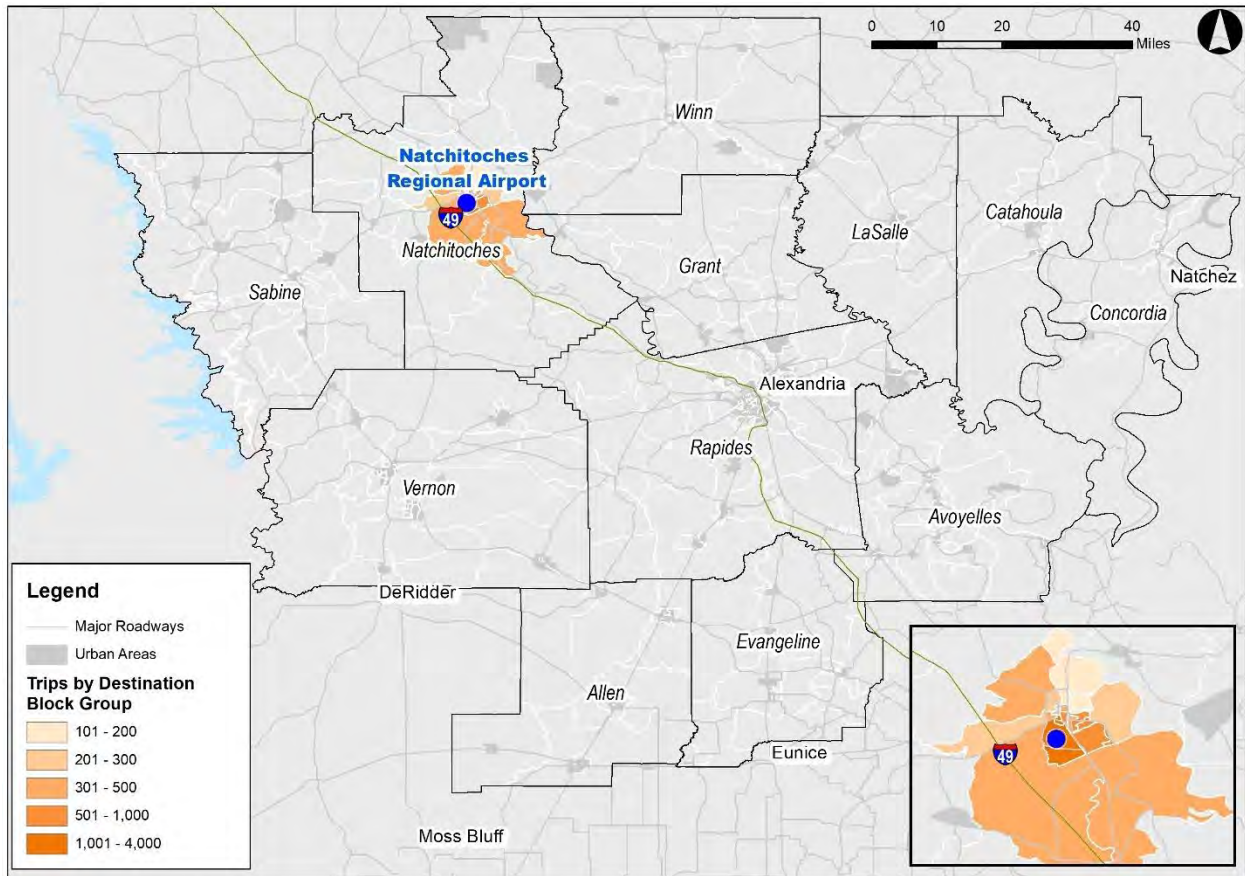 0 10 20 40
Miles
Winn
Natchitoches
Regional Airport
49
Natchitoches
Sabine
Grant
LaSalle
Catahoula
Natchez
Concordia
Alexandria
Rapides
Vernon
Avoyelles
DeRidder
Evangeline
Allen
Eunice
Moss Bluff
Legend
Major Roadways
Urban Areas
Trips by Destination
Block Group
101 - 200
201 - 300
301 - 500
501 - 1,000
1,001 - 4,000
49